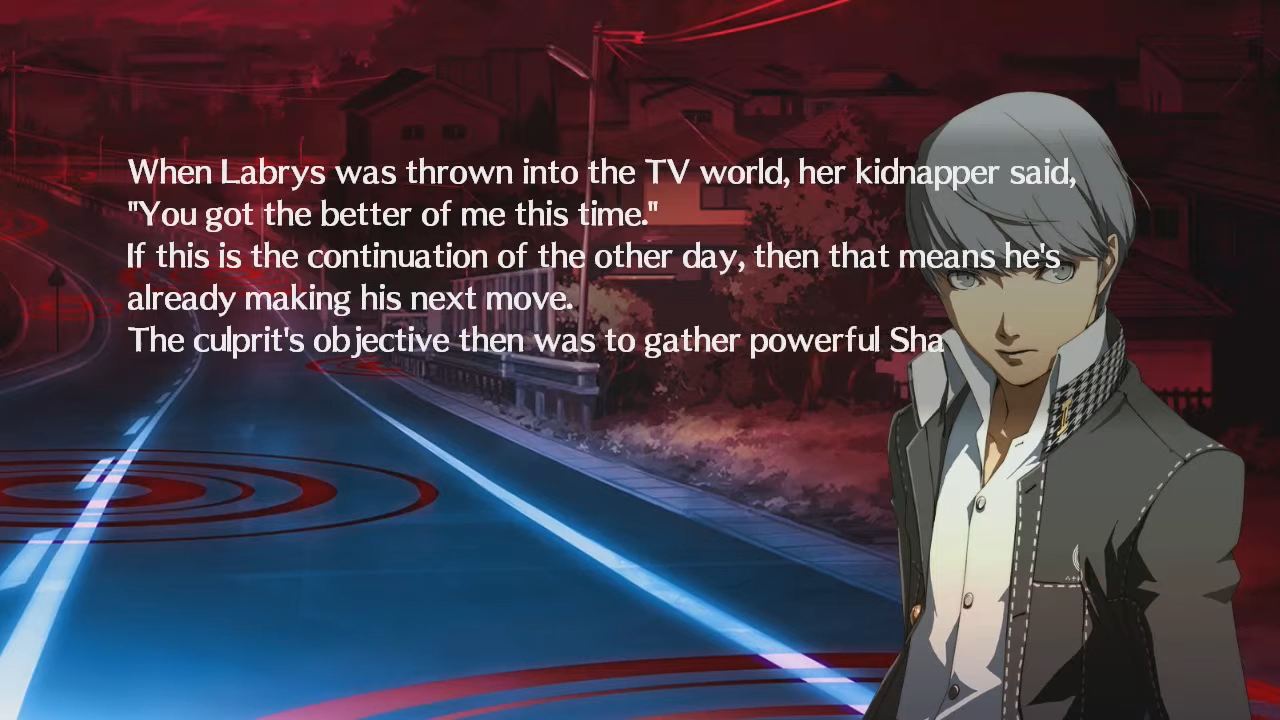 When Labrys was thrown into the TV world, her kidnapper said,
"You got the better of me this time."
If this is the continuation of the other day, then that means he's
already making his next move.
The culprit's objective then was to gather powerful Sha